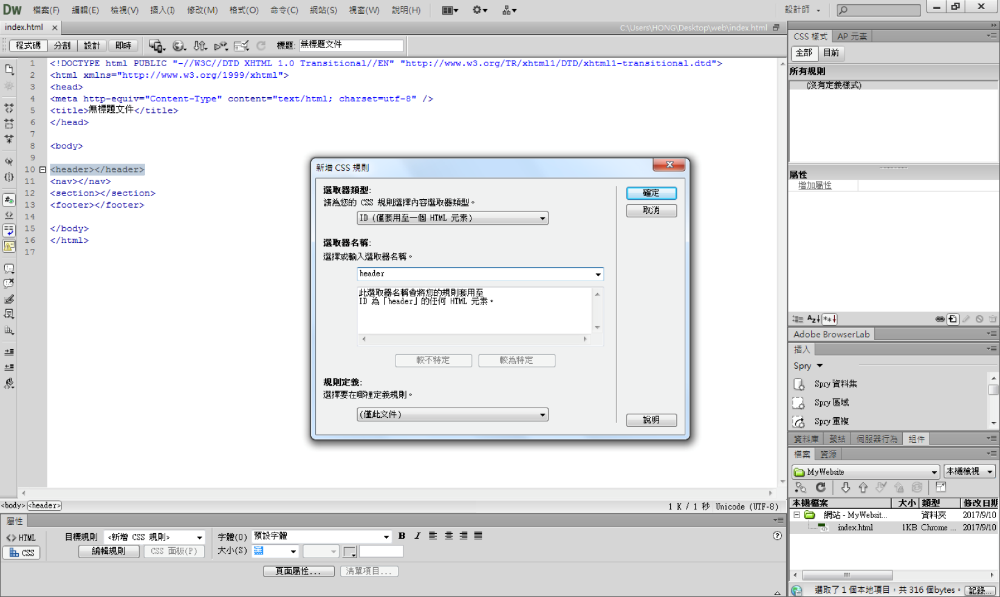 Dw 檔案(F) 編輯(E) 檢視(V) 插入(I) 修改(M) 格式(O) 命令(C) 網站(S) 視窗(W) 說明(H) 設計師
index.html C:\Users\HONG\Desktop\web\index.html
程式碼 分割 設計 即時 標題: 無標題文件
1 <!DOCTYPE html PUBLIC "-//W3C//DTD XHTML 1.0 Transitional//EN" "http://www.w3.org/TR/xhtml1/DTD/xhtml1-transitional.dtd">
2 <html xmlns="http://www.w3.org/1999/xhtml">
3 <head>
4 <meta http-equiv="Content-Type" content="text/html; charset=utf-8" />
5 <title>無標題文件</title>
6 </head>
7
8 <body>
9
10 <header></header>
11 <nav></nav>
12 <section></section>
13 <footer></footer>
14
15 </body>
16 </html>
17
新增 CSS 規則
選取器類型:
請為您的 CSS 規則選擇內容選取器類型。
ID (僅套用至一個 HTML 元素)
確定
取消
選取器名稱:
選擇或輸入選取器名稱。
header
此選取器名稱會將您的規則套用至
ID 為「header」的任何 HTML 元素。
較不特定 較為特定
規則定義:
選擇要在哪裡定義規則。
(僅此文件)
說明
<body> <header> 1 K / 1 秒 Unicode (UTF-8)
屬性
<> HTML 目標規則 <新增 CSS 規則> 字體(O) 預設字體 B I
CSS 編輯規則 CSS 面板(P) 大小(S) 無
頁面屬性... 清單項目...
CSS 樣式 AP 元素
全部 目前
所有規則
(沒有定義樣式)
屬性
增加屬性
Adobe BrowserLab
插入
Spry
Spry 資料集
Spry 區域
Spry 重複
資料庫 繫結 伺服器行為 組件
檔案 資源
MyWebsite 本機檢視
本機檔案 大小 類型 修改日期
網站 - MyWebsit... 資料夾 2017/9/10
index.html 1KB Chrome ... 2017/9/10
選取了 1 個本地項目，共 316 個bytes。 記錄...